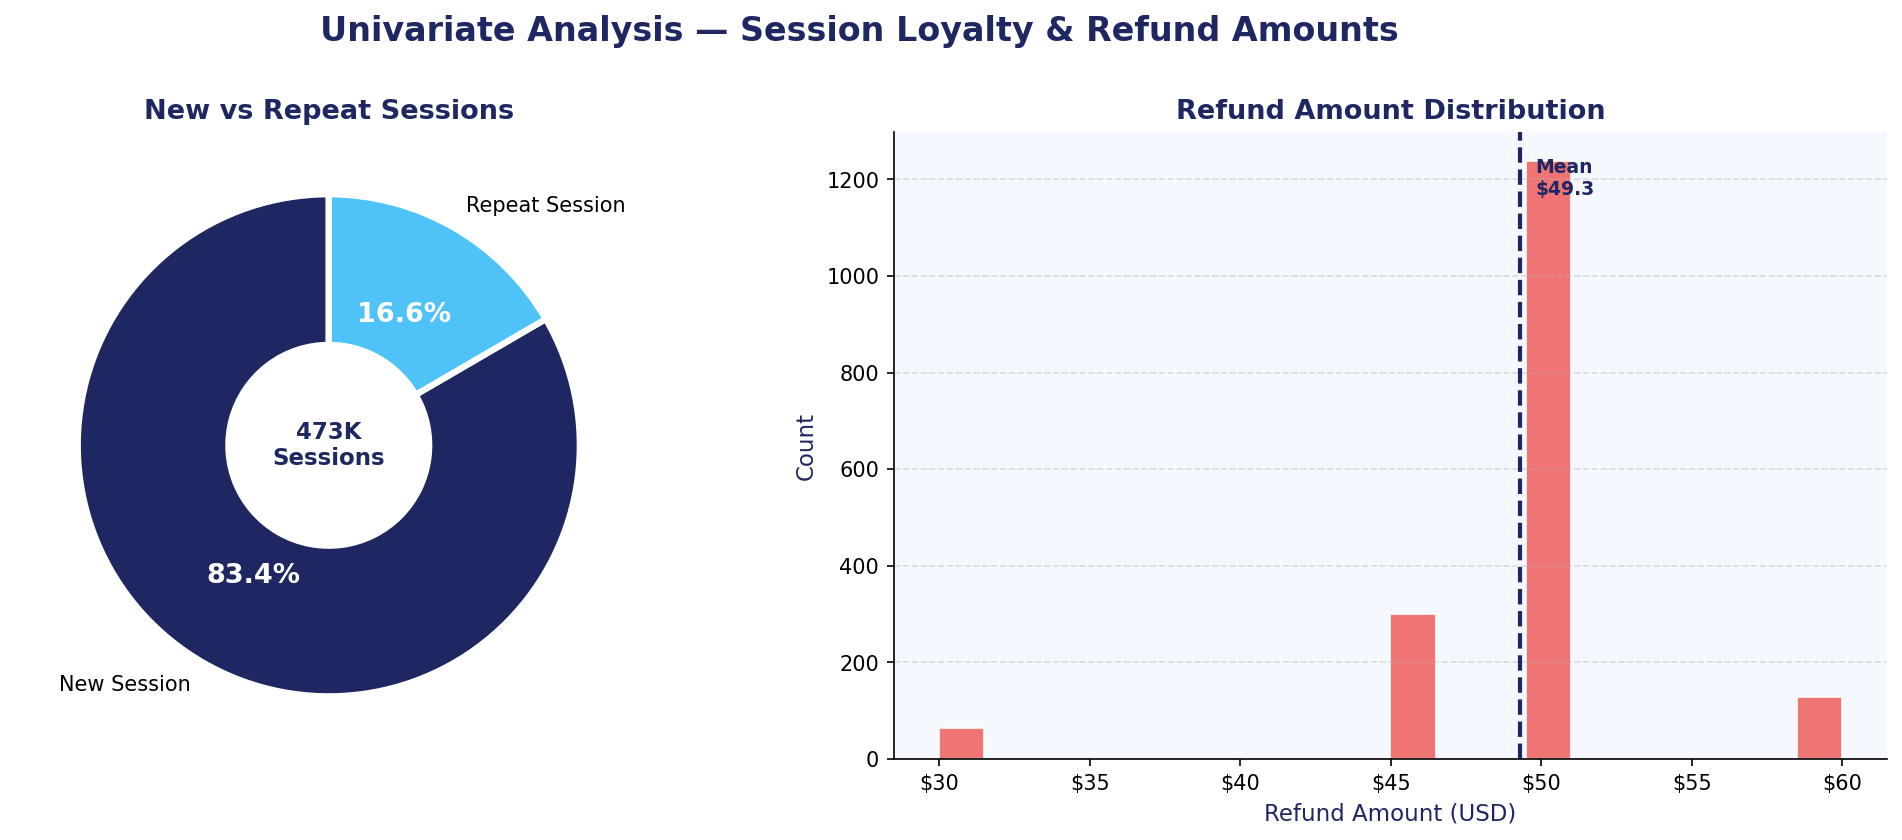 Univariate Analysis — Session Loyalty & Refund Amounts
New vs Repeat Sessions
Repeat Session
16.6%
473K
Sessions
83.4%
New Session
Refund Amount Distribution
Mean
$49.3
1200
1000
800
600
400
200
0
Count
$30 $35 $40 $45 $50 $55 $60
Refund Amount (USD)